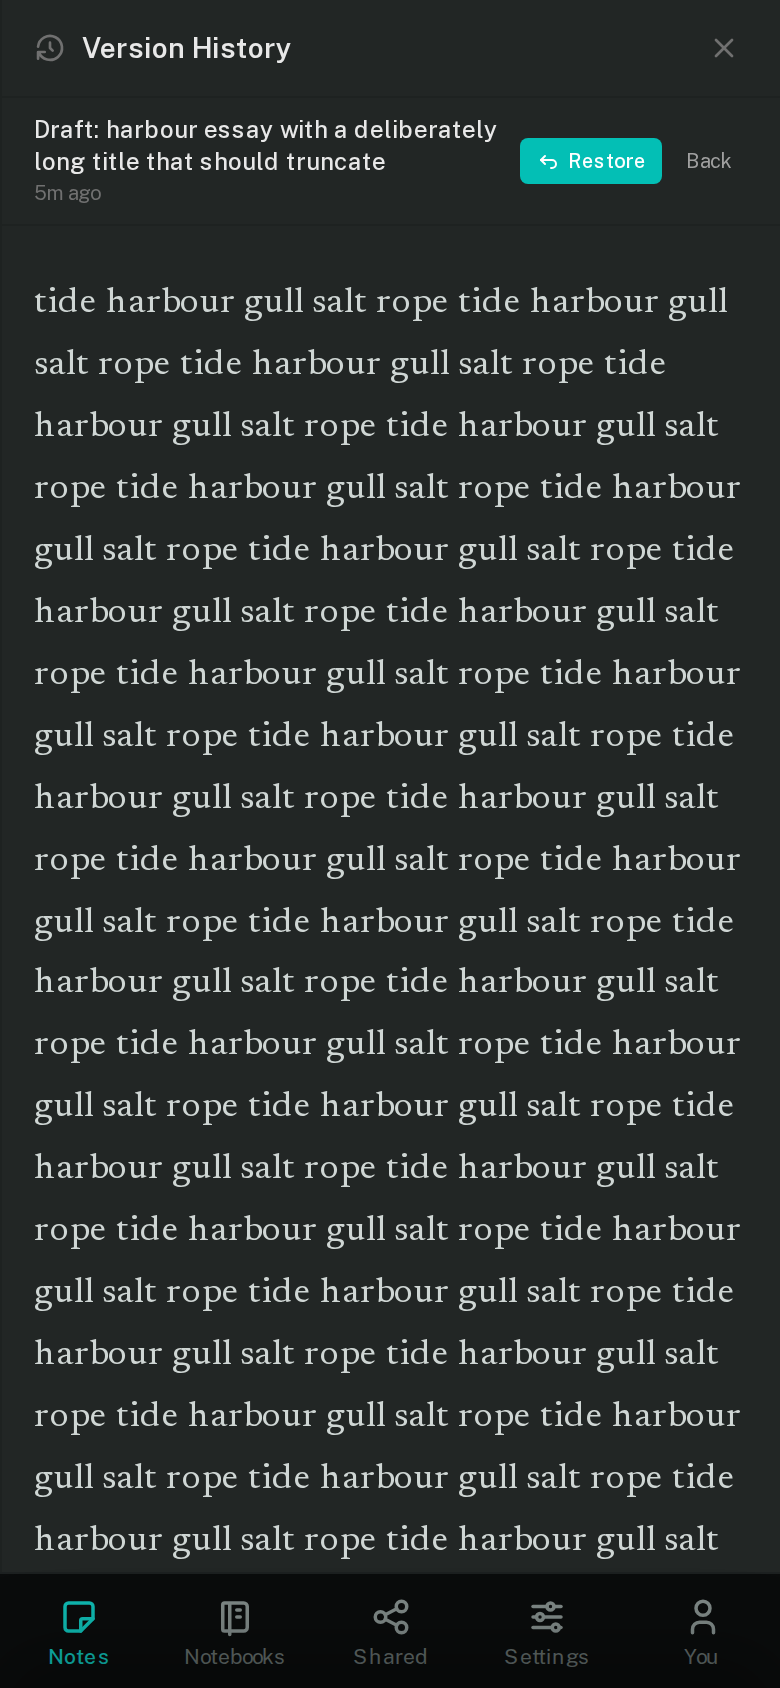 Version History
Draft: harbour essay with a deliberately
long title that should truncate
5m ago
Restore
Back
tide harbour gull salt rope tide harbour gull
salt rope tide harbour gull salt rope tide
harbour gull salt rope tide harbour gull salt
rope tide harbour gull salt rope tide harbour
gull salt rope tide harbour gull salt rope tide
harbour gull salt rope tide harbour gull salt
rope tide harbour gull salt rope tide harbour
gull salt rope tide harbour gull salt rope tide
harbour gull salt rope tide harbour gull salt
rope tide harbour gull salt rope tide harbour
gull salt rope tide harbour gull salt rope tide
harbour gull salt rope tide harbour gull salt
rope tide harbour gull salt rope tide harbour
gull salt rope tide harbour gull salt rope tide
harbour gull salt rope tide harbour gull salt
rope tide harbour gull salt rope tide harbour
gull salt rope tide harbour gull salt rope tide
harbour gull salt rope tide harbour gull salt
rope tide harbour gull salt rope tide harbour
gull salt rope tide harbour gull salt rope tide
harbour gull salt rope tide harbour gull salt
Notes
Notebooks
Shared
Settings
You